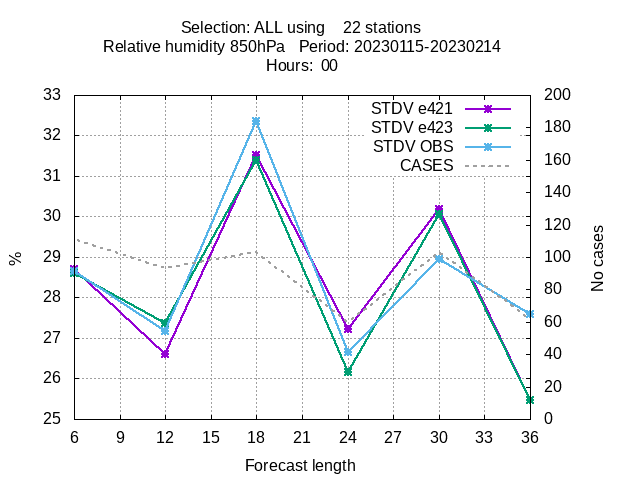 Selection: ALL using    22 stations
Relative humidity 850hPa   Period: 20230115-20230214
Hours:  00
33 200
32 180
31 160
30 140
29 120
28 100
27 80
26 60
25 40
20
0
STDV e421
STDV e423
STDV OBS
CASES
%
No cases
6 9 12 15 18 21 24 27 30 33 36
Forecast length